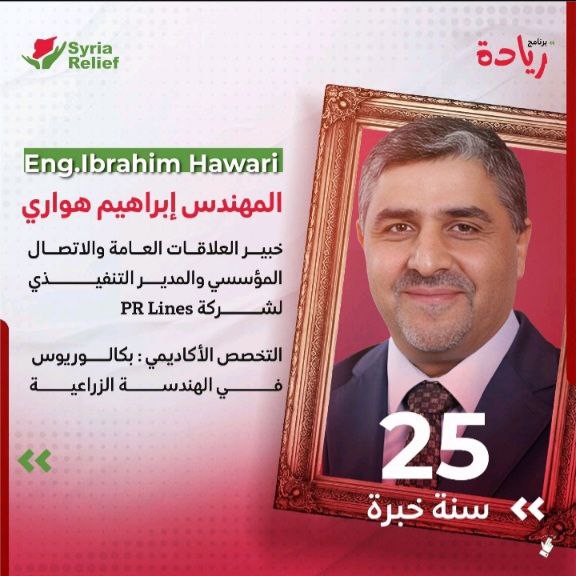 Syria
Relief
برنامج
ريادة
Eng.Ibrahim Hawari
المهندس إبراهيم هواري
خبير العلاقات العامة والاتصال
المؤسسي والمدير التنفيذي
لشركة PR Lines
التخصص الأكاديمي : بكالوريوس
في الهندسة الزراعية
25
سنة خبرة